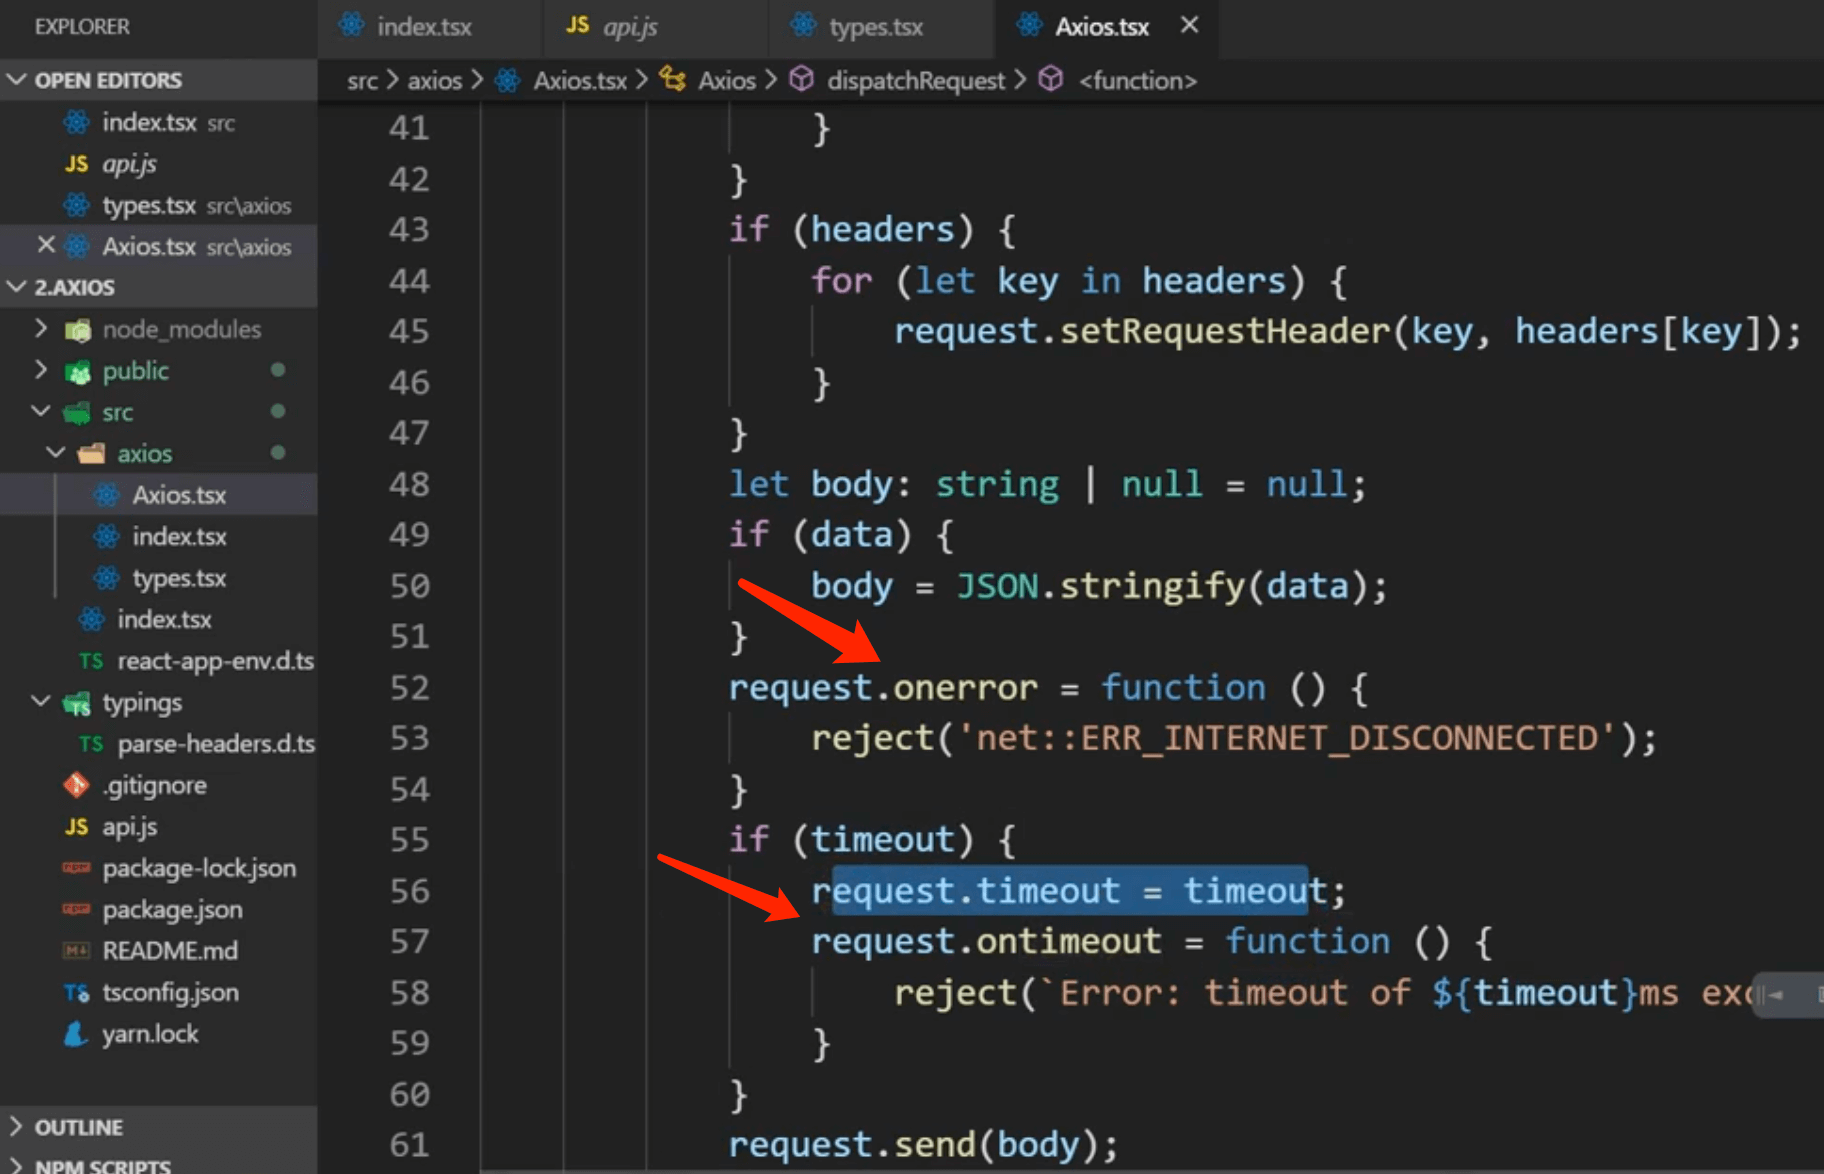 EXPLORER
index.tsx
JS api.js
types.tsx
Axios.tsx
OPEN EDITORS
index.tsx src
JS api.js
types.tsx src\axios
Axios.tsx src\axios
2.AXIOS
node_modules
public
src
axios
Axios.tsx
index.tsx
types.tsx
index.tsx
TS react-app-env.d.ts
typings
TS parse-headers.d.ts
.gitignore
JS api.js
package-lock.json
package.json
README.md
tsconfig.json
yarn.lock
OUTLINE
NPM SCRIPTS
src > axios > Axios.tsx > Axios > dispatchRequest > <function>
41 }
42 }
43 if (headers) {
44 for (let key in headers) {
45 request.setRequestHeader(key, headers[key]);
46 }
47 }
48 let body: string | null = null;
49 if (data) {
50 body = JSON.stringify(data);
51 }
52 request.onerror = function () {
53 reject('net::ERR_INTERNET_DISCONNECTED');
54 }
55 if (timeout) {
56 request.timeout = timeout;
57 request.ontimeout = function () {
58 reject(`Error: timeout of ${timeout}ms
59 }
60 }
61 request.send(body);